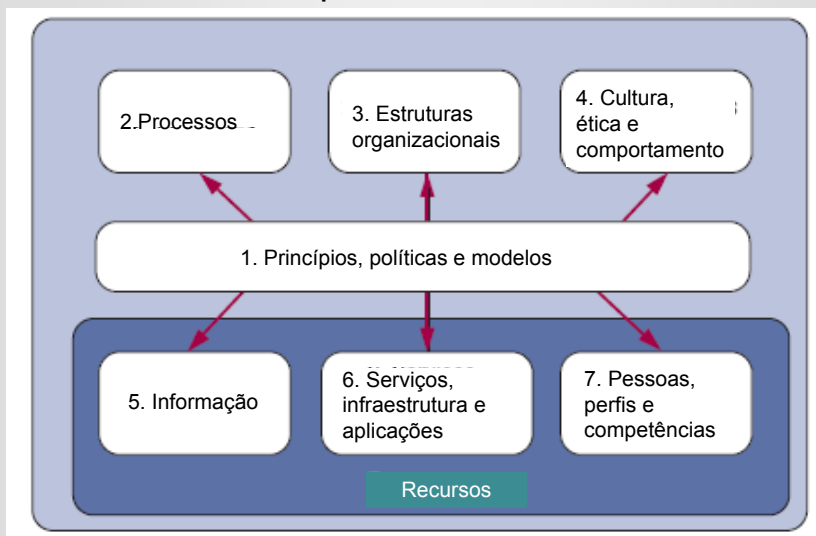 2.Processos
3. Estruturas
organizacionais
4. Cultura,
ética e
comportamento
1. Princípios, políticas e modelos
5. Informação
6. Serviços,
infraestrutura e
aplicações
7. Pessoas,
perfis e
competências
Recursos